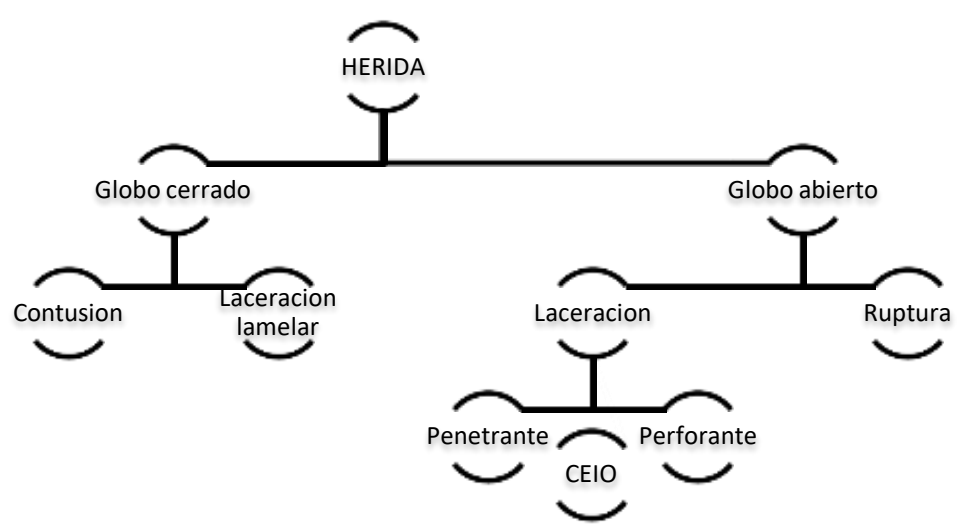 HERIDA
Globo cerrado
Globo abierto
Contusion
Laceracion
lamelar
Laceracion
Ruptura
Penetrante
CEIO
Perforante